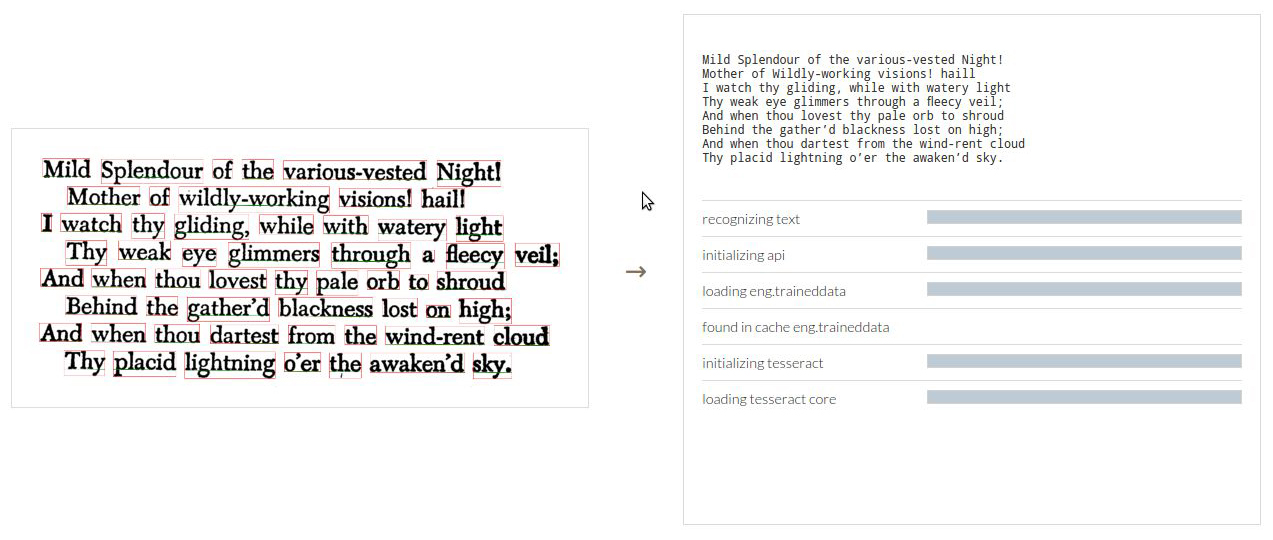 Mild Splendour of the various-vested Night!
Mother of wildly-working visions! hail!
I watch thy gliding, while with watery light
Thy weak eye glimmers through a fleecy veil;
And when thou lovest thy pale orb to shroud
Behind the gather'd blackness lost on high;
And when thou dartest from the wind-rent cloud
Thy placid lightning o'er the awaken'd sky.
→
Mild Splendour of the various-vested Night!
Mother of Wildly-working visions! haill
I watch thy gliding, while with watery light
Thy weak eye glimmers through a fleecy veil;
And when thou lovest thy pale orb to shroud
Behind the gather’d blackness lost on high;
And when thou dartest from the wind-rent cloud
Thy placid lightning o’er the awaken’d sky.
recognizing text
initializing api
loading eng.traineddata
found in cache eng.traineddata
initializing tesseract
loading tesseract core